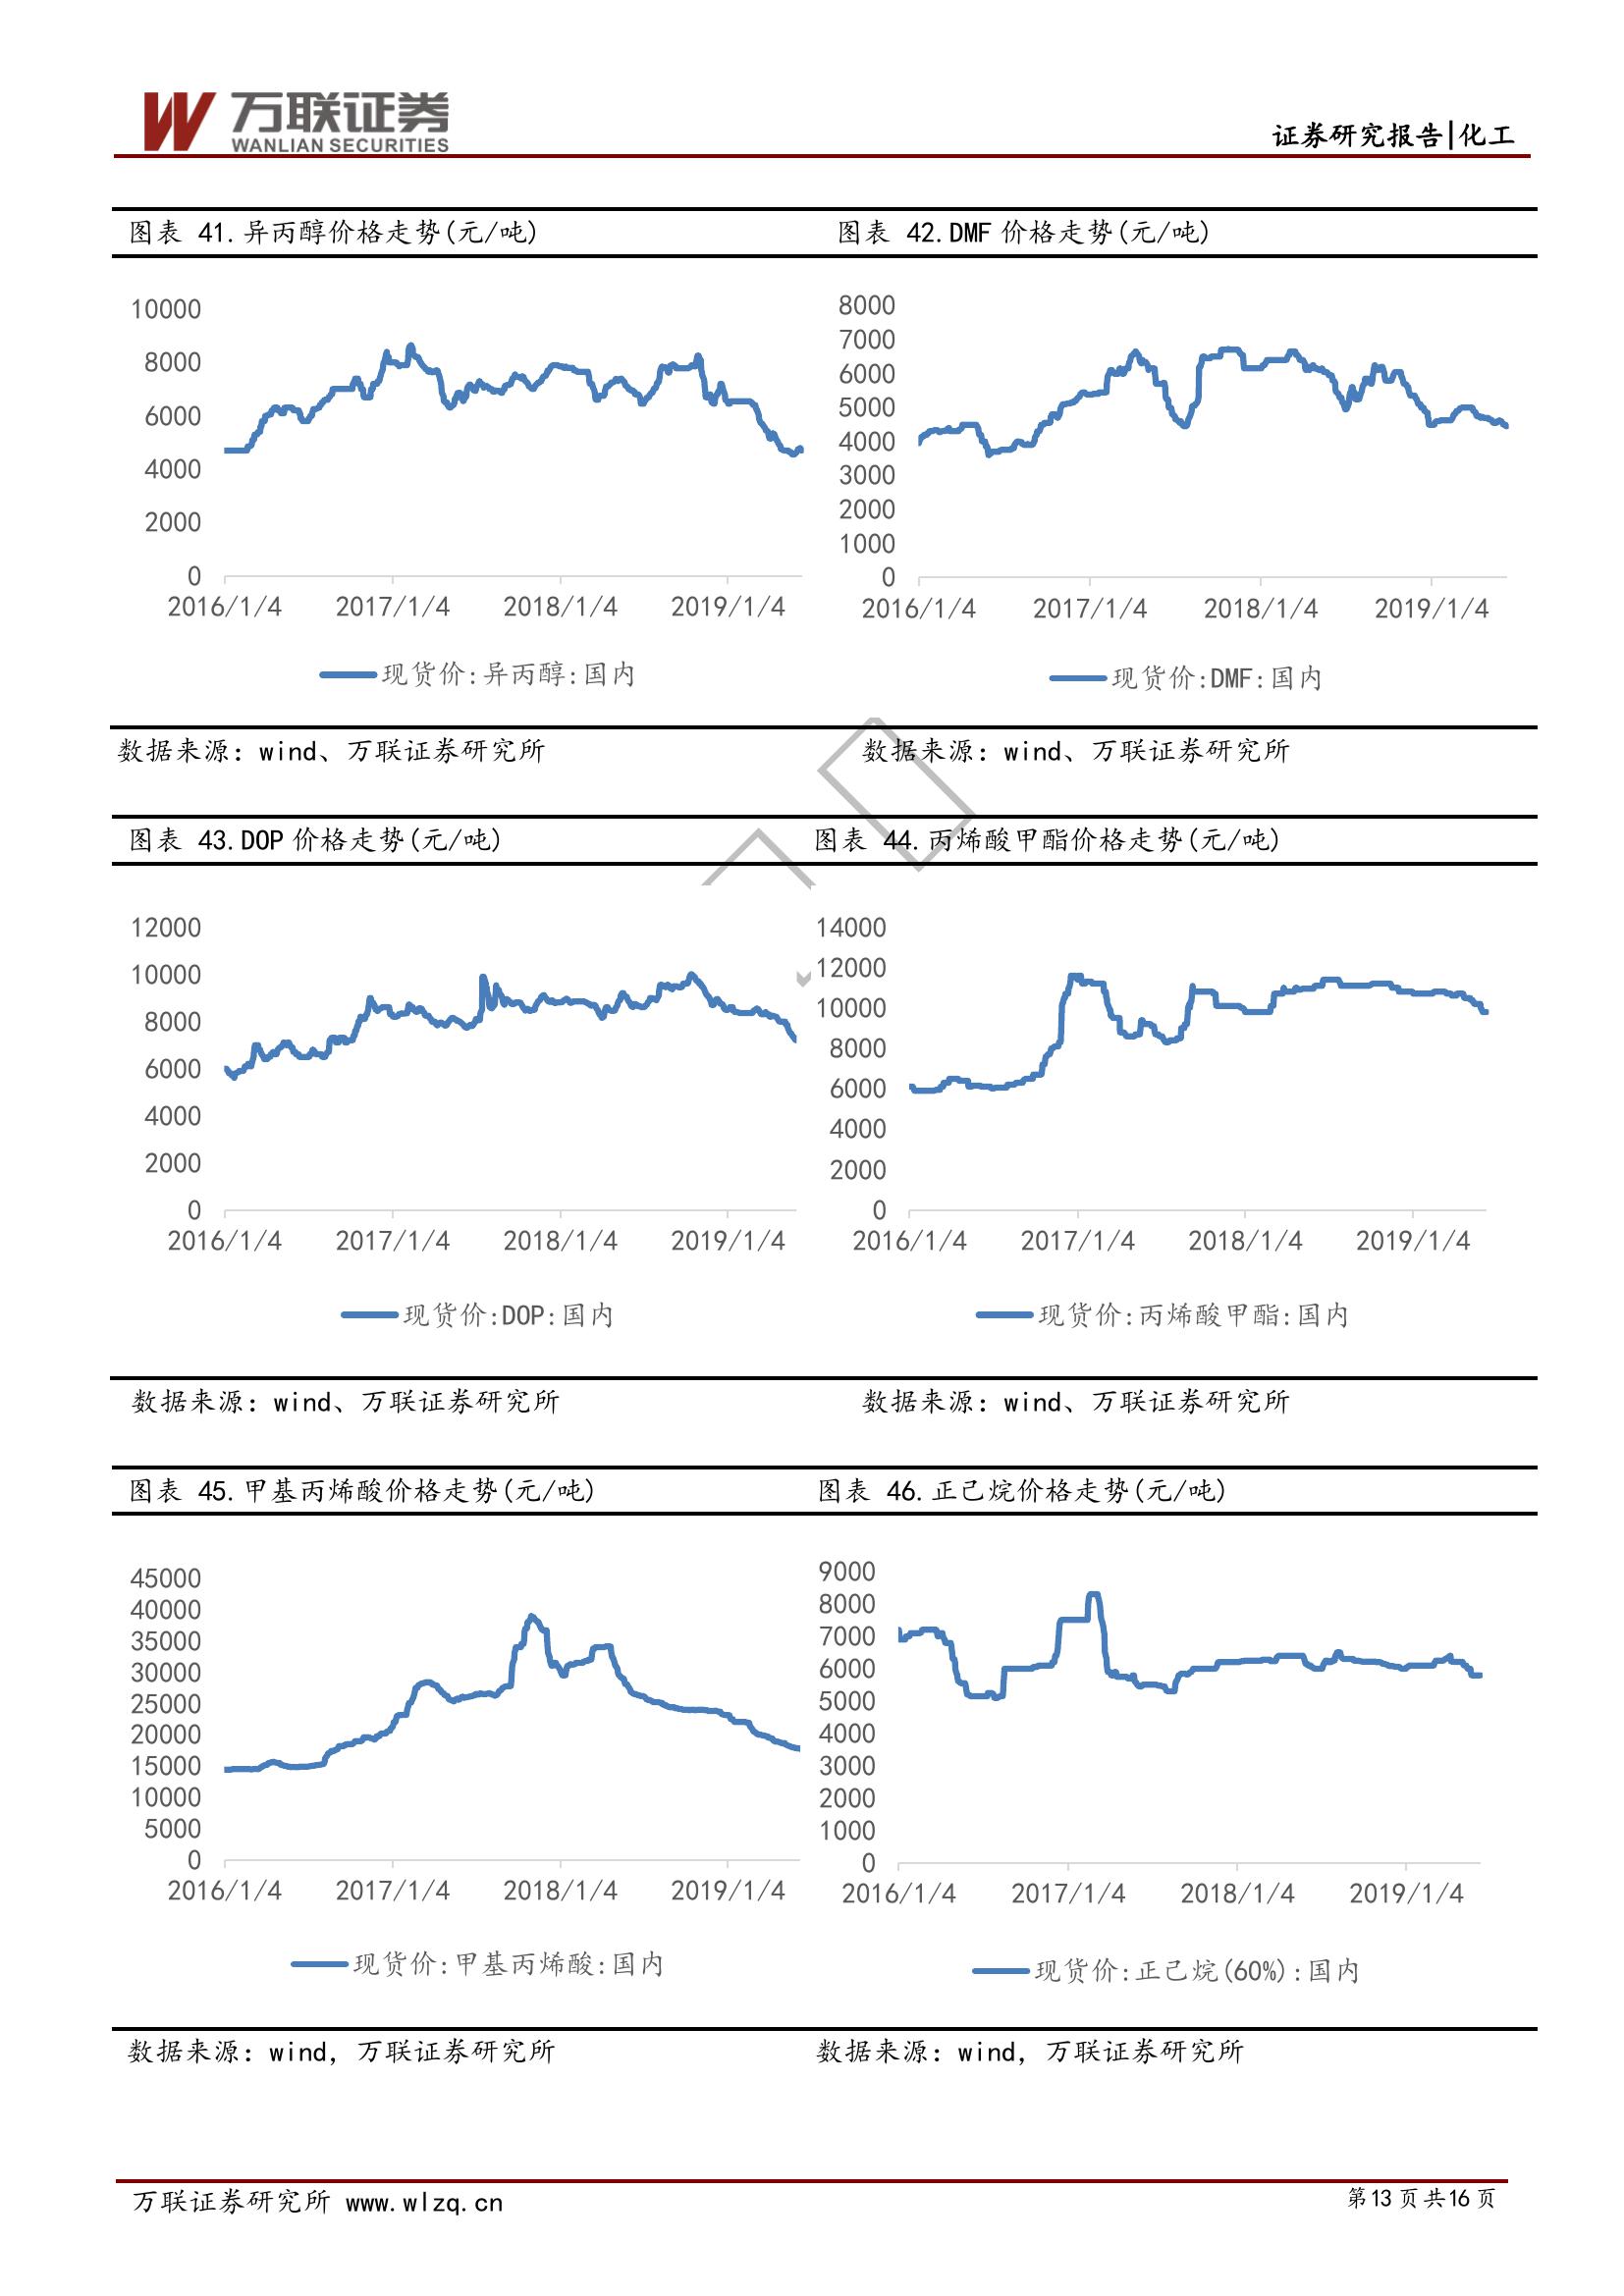 万联证券
WANLIAN SECURITIES
证券研究报告|化工
图表 41.异丙醇价格走势(元/吨)
图表 42.DMF 价格走势(元/吨)
10000
8000
6000
4000
2000
0
2016/1/4 2017/1/4 2018/1/4 2019/1/4
现货价:异丙醇:国内
8000
7000
6000
5000
4000
3000
2000
1000
0
2016/1/4 2017/1/4 2018/1/4 2019/1/4
现货价:DMF:国内
数据来源：wind、万联证券研究所
数据来源：wind、万联证券研究所
图表 43.DOP 价格走势(元/吨)
图表 44.丙烯酸甲酯价格走势(元/吨)
12000
10000
8000
6000
4000
2000
0
2016/1/4 2017/1/4 2018/1/4 2019/1/4
现货价:DOP:国内
14000
12000
10000
8000
6000
4000
2000
0
2016/1/4 2017/1/4 2018/1/4 2019/1/4
现货价:丙烯酸甲酯:国内
数据来源：wind、万联证券研究所
数据来源：wind、万联证券研究所
图表 45.甲基丙烯酸价格走势(元/吨)
图表 46.正己烷价格走势(元/吨)
45000
40000
35000
30000
25000
20000
15000
10000
5000
0
2016/1/4 2017/1/4 2018/1/4 2019/1/4
现货价:甲基丙烯酸:国内
9000
8000
7000
6000
5000
4000
3000
2000
1000
0
2016/1/4 2017/1/4 2018/1/4 2019/1/4
现货价:正己烷(60%):国内
数据来源：wind，万联证券研究所
数据来源：wind，万联证券研究所
万联证券研究所 www.wlzq.cn
第13页共16页